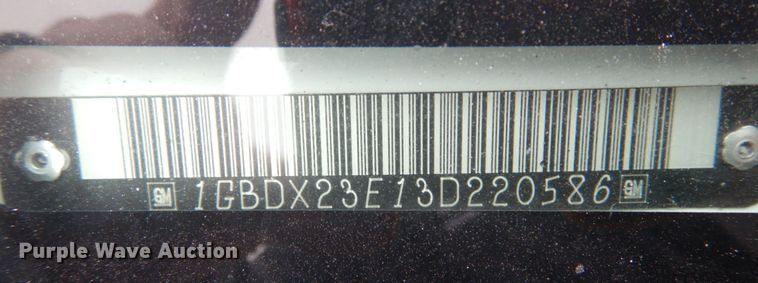 GM 1GBDX23E13D220586 GM
Purple Wave Auction